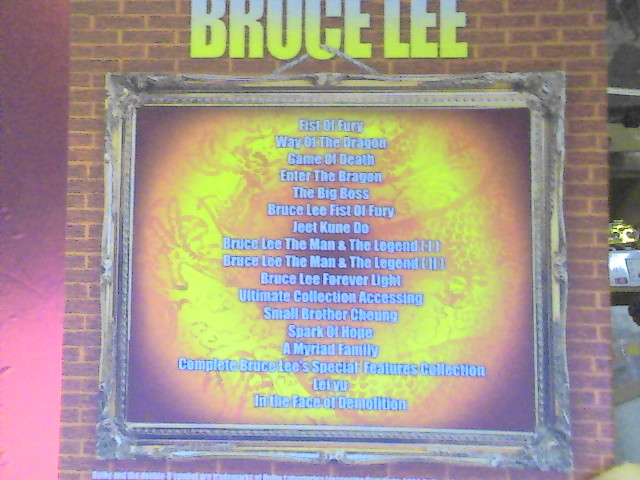 BRUCE LEE
Fist Of Fury
Way Of The Dragon
Game Of Death
Enter The Bragon
The Big Boss
Bruce Lee Fist Of Fury
Jeet Kune Do
Bruce Lee The Man & The Legend ( I )
Bruce Lee The Man & The Legend ( II )
Bruce Lee Forever Light
Ultimate Collection Accessing
Small Brother Cheung
Spark Of Hope
A Myriad Family
Complete Bruce Lee's Special Features Collection
Lei yu
In the Face of Demolition